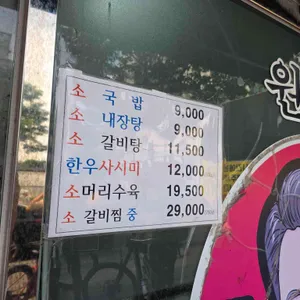 소 국 밥 9,000
소 내장탕 9,000
소 갈비탕 11,500
한우사시미 12,000
소머리수육 19,500
소 갈비찜 중 29,000
원